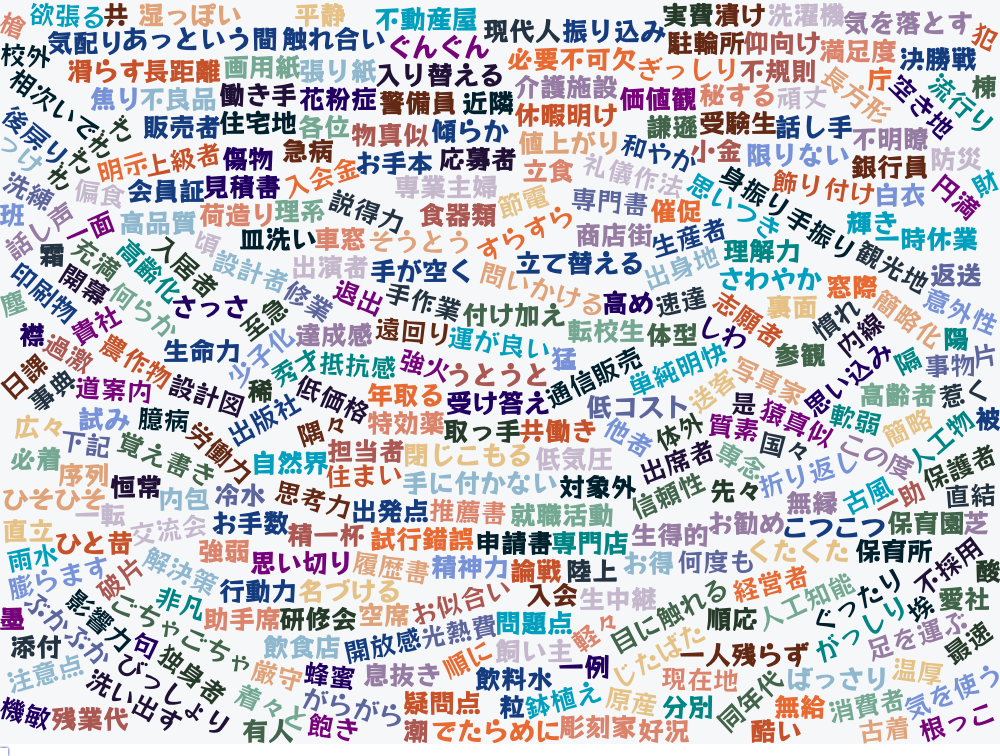 欲張る
共
湿っぽい
平静
不動産屋
現代人
振り込み
実費
漬け
洗濯機
気を落とす
犯
槍
校外
気配り
あっという間
触れ合い
ぐんぐん
必要不可欠
駐輪所
仰向け
満足度
決勝戦
滑らす
長距離
画用紙
張り紙
入り替える
介護施設
ぎっしり
不規則
長方形
庁
空き地
流行り
棟
相次いで
焦り
不良品
働き手
花粉症
警備員
近隣
休暇明け
価値観
秘する
頑丈
後戻り
販売者
住宅地
各位
物真似
傾らか
値上がり
和やか
謙遜
受験生
話し手
不明瞭
明示
上級者
傷物
急病
お手本
応募者
立食
礼儀作法
小金
限りない
銀行員
防災
洗練
偏食
会員証
見積書
入会金
専業主婦
節電
専門書
催促
思いつき
身振り手振り
飾り付け
白衣
円満
財
班
話し声
一面
高品質
荷造り
理系
説得力
食器類
すらすら
商店街
生産者
理解力
輝き
一時休業
霜
充満
高齢化
入居者
頃
皿洗い
車窓
そうとう
立て替える
出身地
さわやか
観光地
返送
印刷物
開幕
何らか
設計者
修業
出演者
手が空く
問いかける
高め
速達
志願者
裏面
窓際
簡略化
意外性
塵
貴社
さっさ
至急
退出
手作業
付け加え
転校生
体型
しわ
慣れ
内線
陽
襟
過激
農作物
生命力
少子化
達成感
遠回り
運が良い
猛
通信販売
単純明快
参観
思い込み
隔
事物
片
日課
事典
道案内
設計図
稀
抵抗感
強火
うとうと
低価格
年取る
受け答え
低コスト
送客
写真家
是
猿真似
高齢者
惹く
広々
試み
臆病
労働力
出版社
隅々
特効薬
取っ手
共働き
他者
体外
質素
国々
軟弱
簡略
人工物
被
下記
必着
序列
覚え書き
自然界
担当者
住まい
閉じこもる
低気圧
出席者
専念
この度
折り返し
保護者
ひそひそ
恒常
内包
冷水
思考力
手に付かない
対象外
信頼性
先々
無縁
古風
助
直結
一転
直立
交流会
お手数
精一杯
出発点
推薦書
就職活動
生得的
お勧め
こつこつ
保育園
芝
雨水
ひと昔
解決策
強弱
思い切り
試行錯誤
履歴書
申請書
精神力
専門店
論戦
陸上
お得
何度も
くたくた
保育所
不採用
膨らます
破片
非凡
行動力
名づける
お似合い
入会
生中継
目に触れる
経営者
人工知能
ぐったり
埃
愛社
酸
墨
ぶかぶか
影響力
ごちゃごちゃ
助手席
研修会
空席
問題点
軽々
順応
がっしり
足を運ぶ
最速
添付
句
独身者
飲食店
開放感
光熱費
順に
飼い主
一例
じたばた
一人残らず
注意点
洗い出す
びっしょり
厳守
蜂蜜
息抜き
飲料水
現在地
同年代
ばっさり
温厚
気を使う
機敏
残業代
着々と
有人
がらがら
飽き
疑問点
潮
でたらめに
粒
鉢植え
彫刻家
原産
好況
分別
酷い
無給
消費者
古着
根っこ